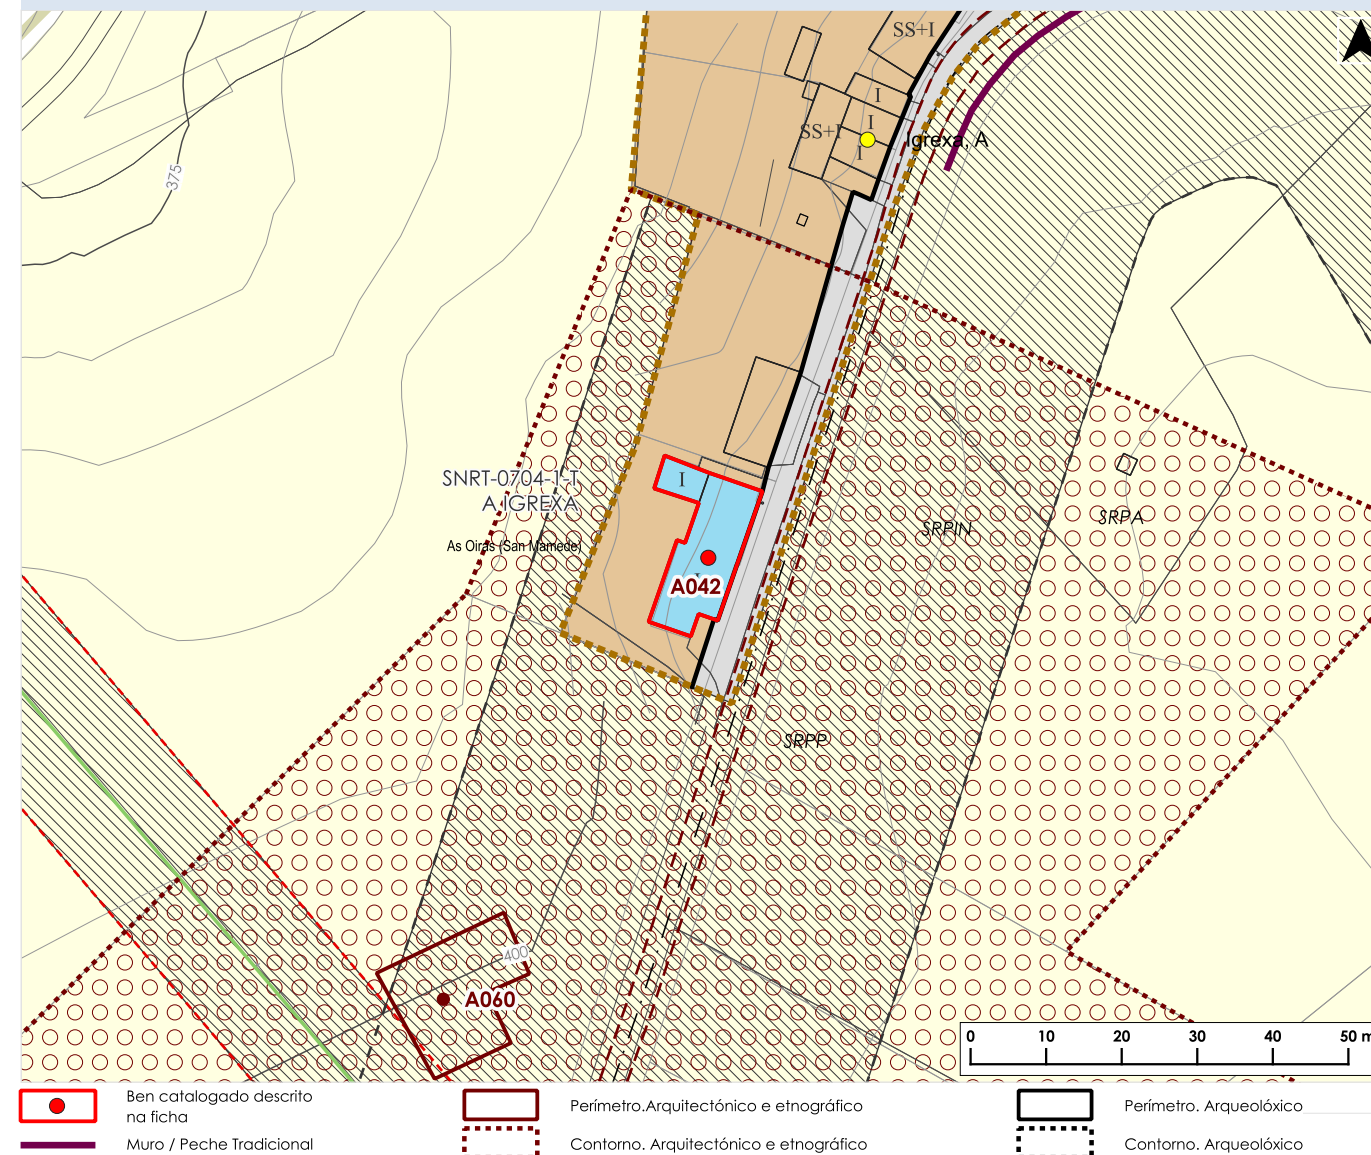 SS+I
I
SS+I
I
I
Igrexa, A
375
SNRT-0704-1-T
A IGREXA
I
As Oiras (San Mamede)
A042
SRPIN
SRPA
SRPP
400
A060
0 10 20 30 40 50 m
Ben catalogado descrito
na ficha
Muro / Peche Tradicional
Perímetro.Arquitectónico e etnográfico
Contorno. Arquitectónico e etnográfico
Perímetro. Arqueolóxico
Contorno. Arqueolóxico